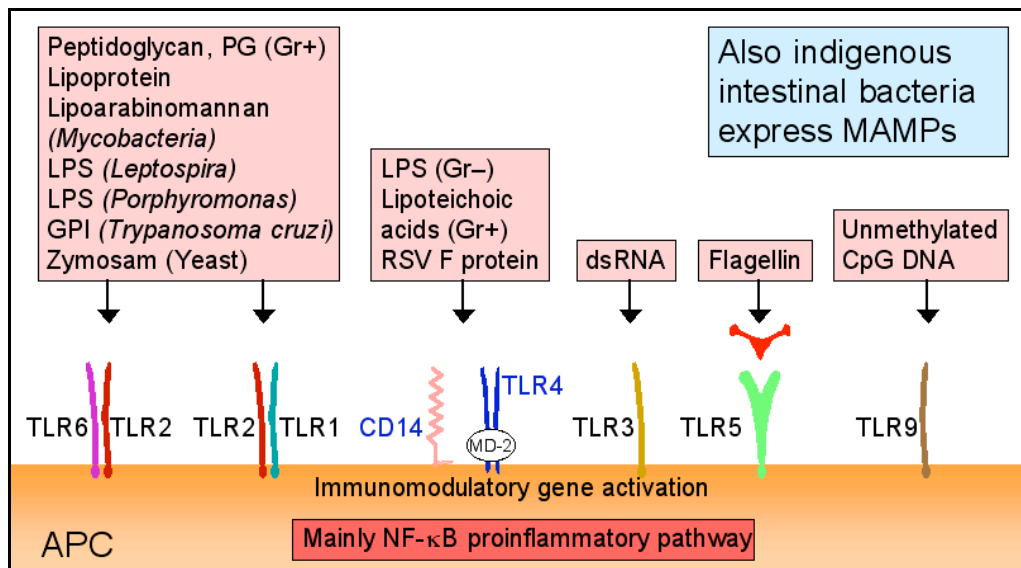 Peptidoglycan, PG (Gr+)
Lipoprotein
Lipoarabinomannan
(Mycobacteria)
LPS (Leptospira)
LPS (Porphyromonas)
GPI (Trypanosoma cruzi)
Zymosam (Yeast)
LPS (Gr–)
Lipoteichoic
acids (Gr+)
RSV F protein
dsRNA
Flagellin
Unmethylated
CpG DNA
Also indigenous
intestinal bacteria
express MAMPs
TLR6
TLR2
TLR2
TLR1
CD14
TLR4
MD-2
TLR3
TLR5
TLR9
Immunomodulatory gene activation
Mainly NF-κB proinflammatory pathway
APC